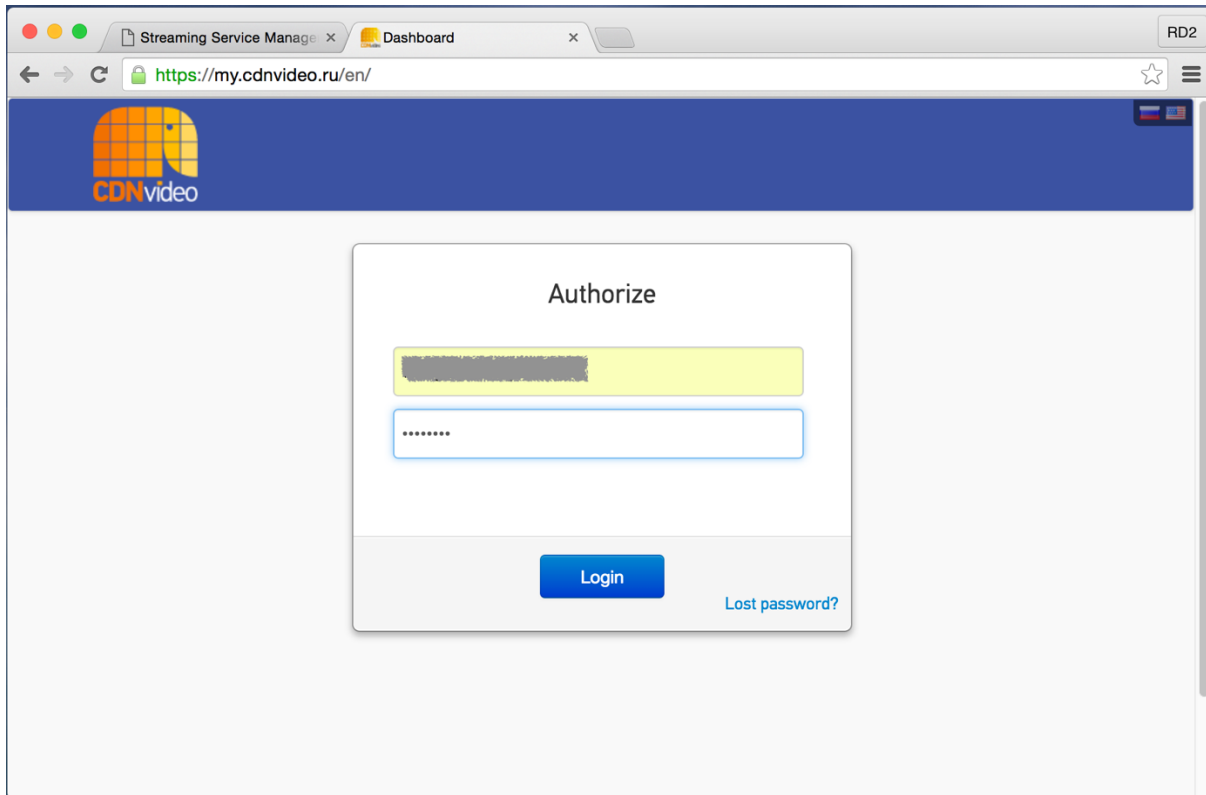 Streaming Service Manage
Dashboard
RD2
https://my.cdnvideo.ru/en/
CDNvideo
Authorize
••••••••
Login
Lost password?